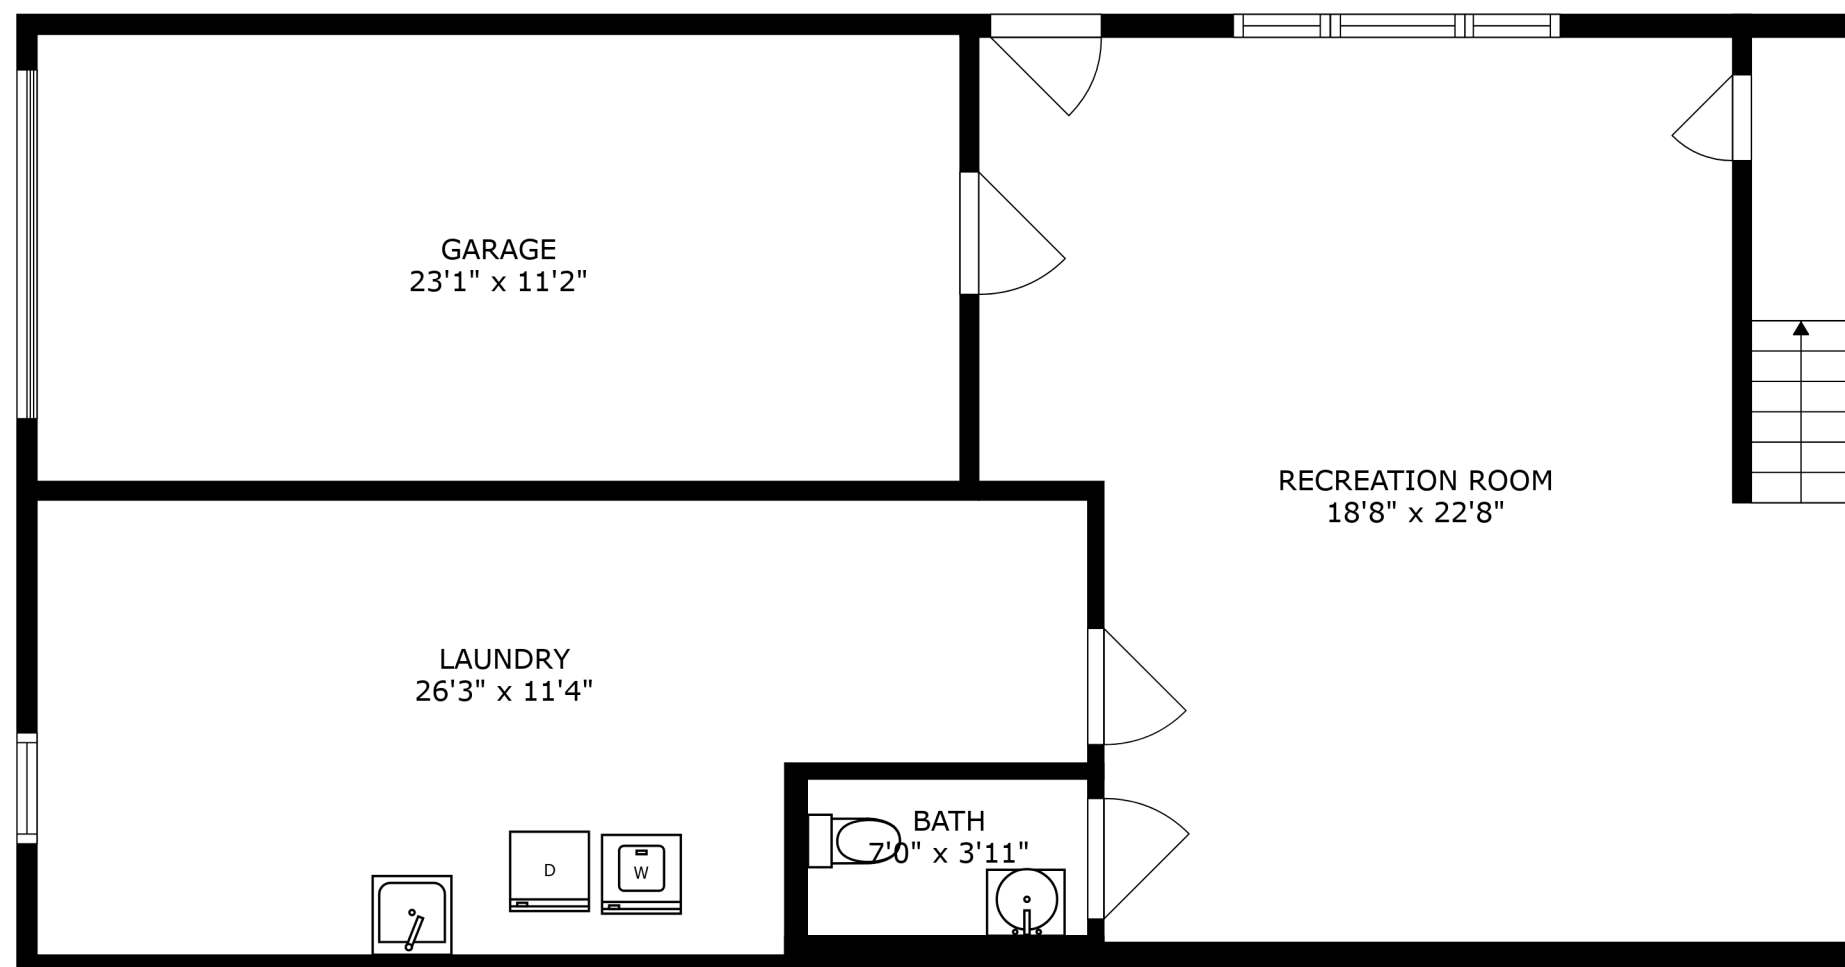 GARAGE
23'1" x 11'2"
RECREATION ROOM
18'8" x 22'8"
LAUNDRY
26'3" x 11'4"
BATH
7'0" x 3'11"
D
W